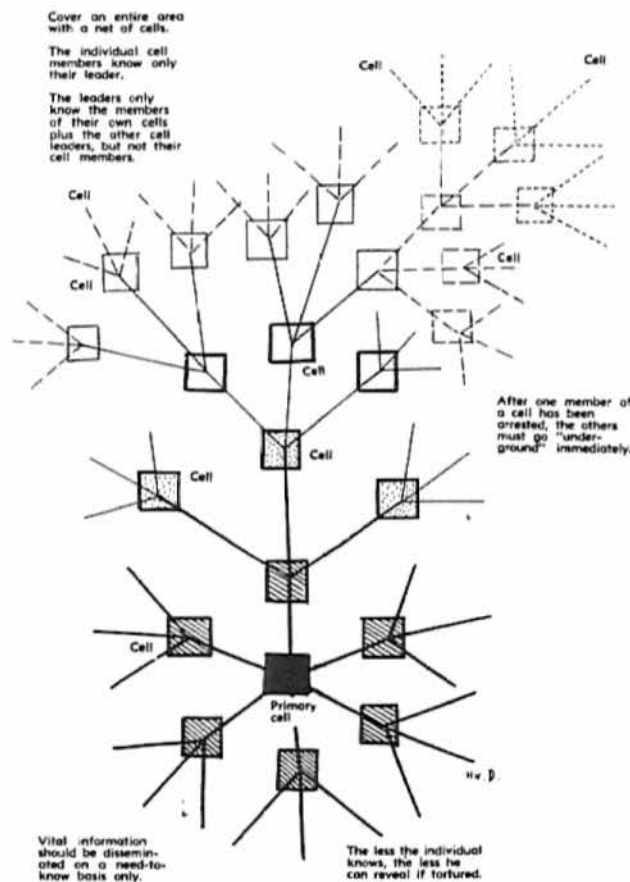 Cover an entire area
with a net of cells.
The individual cell
members know only
their leader.
The leaders only
know the members
of their own cells
plus the other cell
leaders, but not their
cell members.
Cell
Cell
Cell
Cell
Cell
Cell
After one member of
a cell has been
arrested, the others
must go "under-
ground" immediately.
Cell
Cell
Cell
Primary
cell
H.v.D.
Vital information
should be dissemin-
ated on a need-to-
know basis only.
The less the individual
knows, the less he
can reveal if tortured.